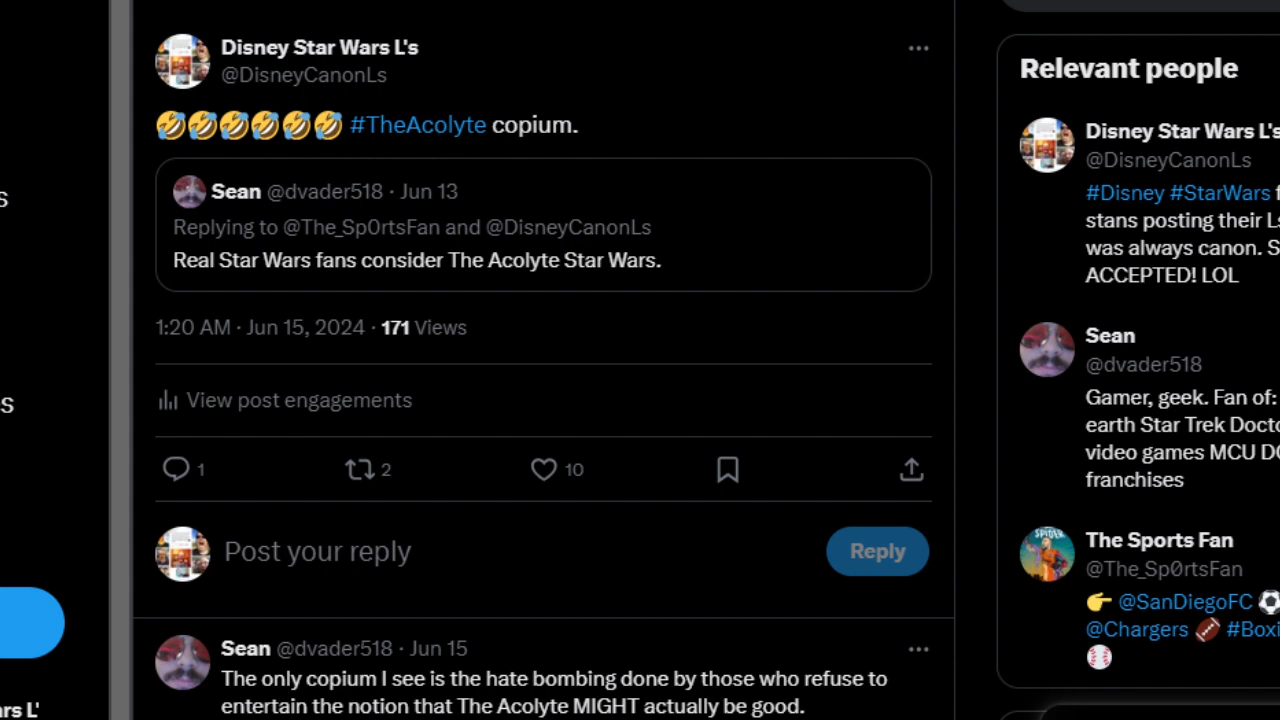 Disney Star Wars L's
@DisneyCanonLs
🤣🤣🤣🤣🤣🤣 #TheAcolyte copium.
Sean @dvader518 · Jun 13
Replying to @The_Sp0rtsFan and @DisneyCanonLs
Real Star Wars fans consider The Acolyte Star Wars.
1:20 AM · Jun 15, 2024 · 171 Views
View post engagements
1 2 10
Post your reply
Reply
Sean @dvader518 · Jun 15
The only copium I see is the hate bombing done by those who refuse to
entertain the notion that The Acolyte MIGHT actually be good.
Relevant people
Disney Star Wars L's
@DisneyCanonLs
#Disney #StarWars f
stans posting their Ls
was always canon. S
ACCEPTED! LOL
Sean
@dvader518
Gamer, geek. Fan of:
earth Star Trek Docto
video games MCU DC
franchises
The Sports Fan
@The_Sp0rtsFan
👉 @SanDiegoFC ⚽
@Chargers 🏈 #Boxi
⚾